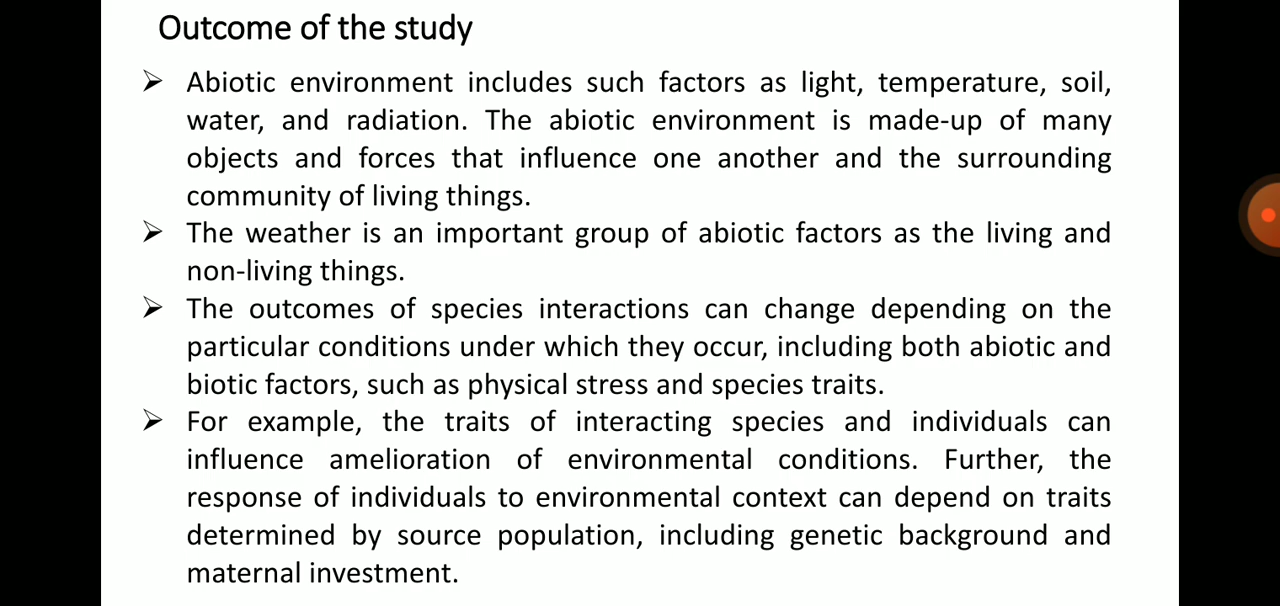 Outcome of the study
➢ Abiotic environment includes such factors as light, temperature, soil,
water, and radiation. The abiotic environment is made-up of many
objects and forces that influence one another and the surrounding
community of living things.
➢ The weather is an important group of abiotic factors as the living and
non-living things.
➢ The outcomes of species interactions can change depending on the
particular conditions under which they occur, including both abiotic and
biotic factors, such as physical stress and species traits.
➢ For example, the traits of interacting species and individuals can
influence amelioration of environmental conditions. Further, the
response of individuals to environmental context can depend on traits
determined by source population, including genetic background and
maternal investment.